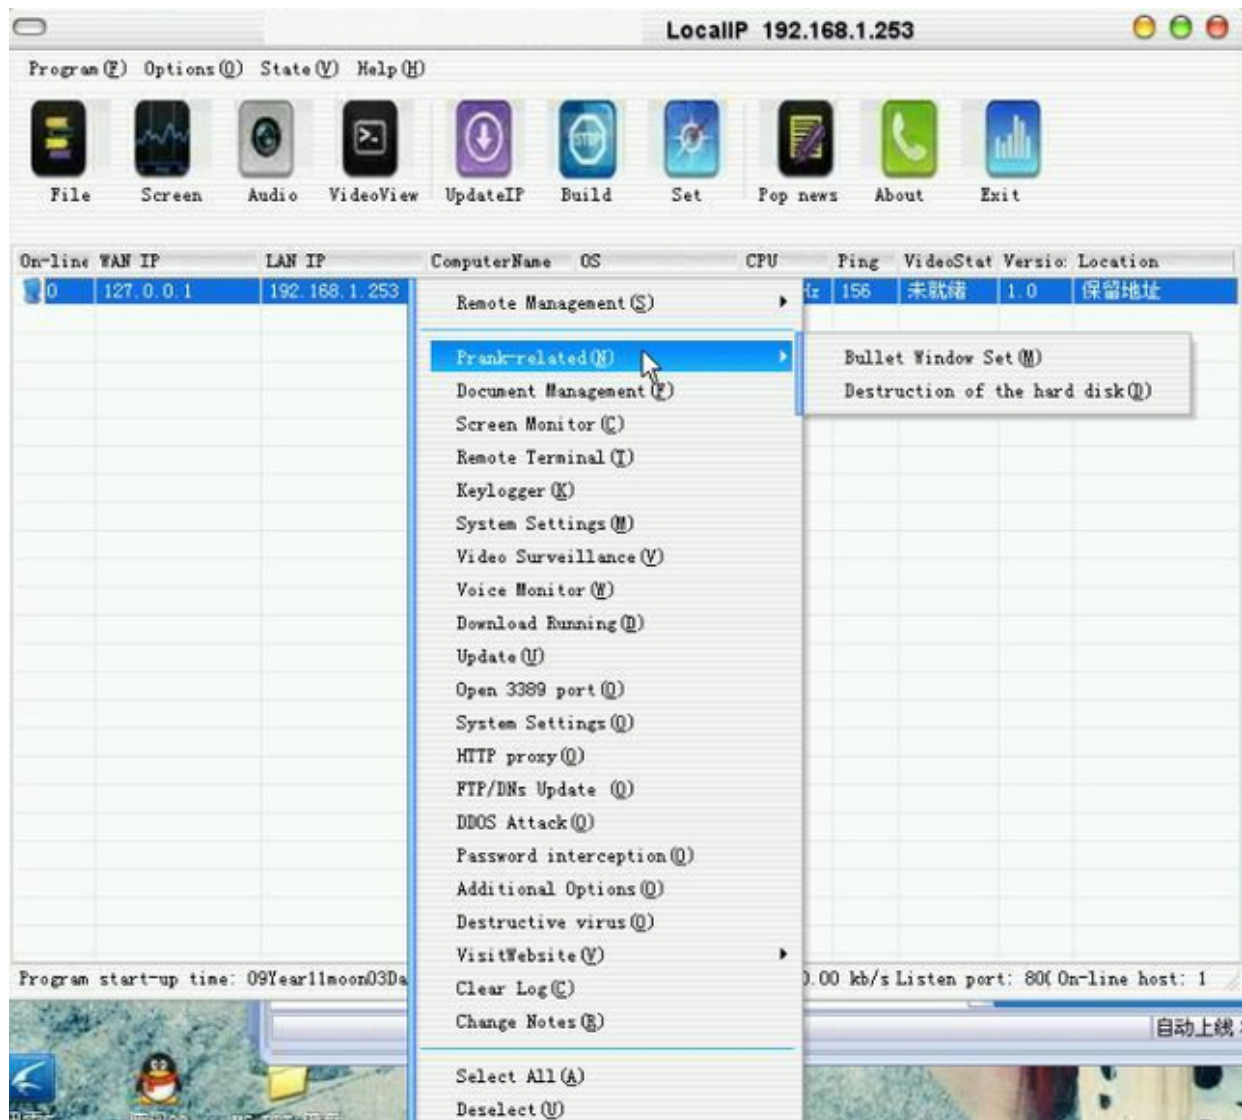 LocalIP 192.168.1.253
Program(F) Options(O) State(V) Help(H)
File Screen Audio VideoView UpdateIP Build Set Pop news About Exit
On-line WAN IP LAN IP ComputerName OS CPU Ping VideoStat Versio: Location
0 127.0.0.1 192.168.1.253 Hz 156 未就绪 1.0 保留地址
Remote Management(S)
Prank-related(N)
Bullet Window Set(M)
Document Management(F)
Destruction of the hard disk(D)
Screen Monitor(C)
Remote Terminal(T)
Keylogger(K)
System Settings(M)
Video Surveillance(V)
Voice Monitor(W)
Download Running(D)
Update(U)
Open 3389 port(O)
System Settings(O)
HTTP proxy(O)
FTP/DNs Update (O)
DDOS Attack(O)
Password interception(O)
Additional Options(O)
Destructive virus(O)
VisitWebsite(Y)
Program start-up time: 09Year11moon03Da 0.00 kb/s Listen port: 80( On-line host: 1
Clear Log(C)
Change Notes(R)
自动上线
Select All(A)
Deselect(U)